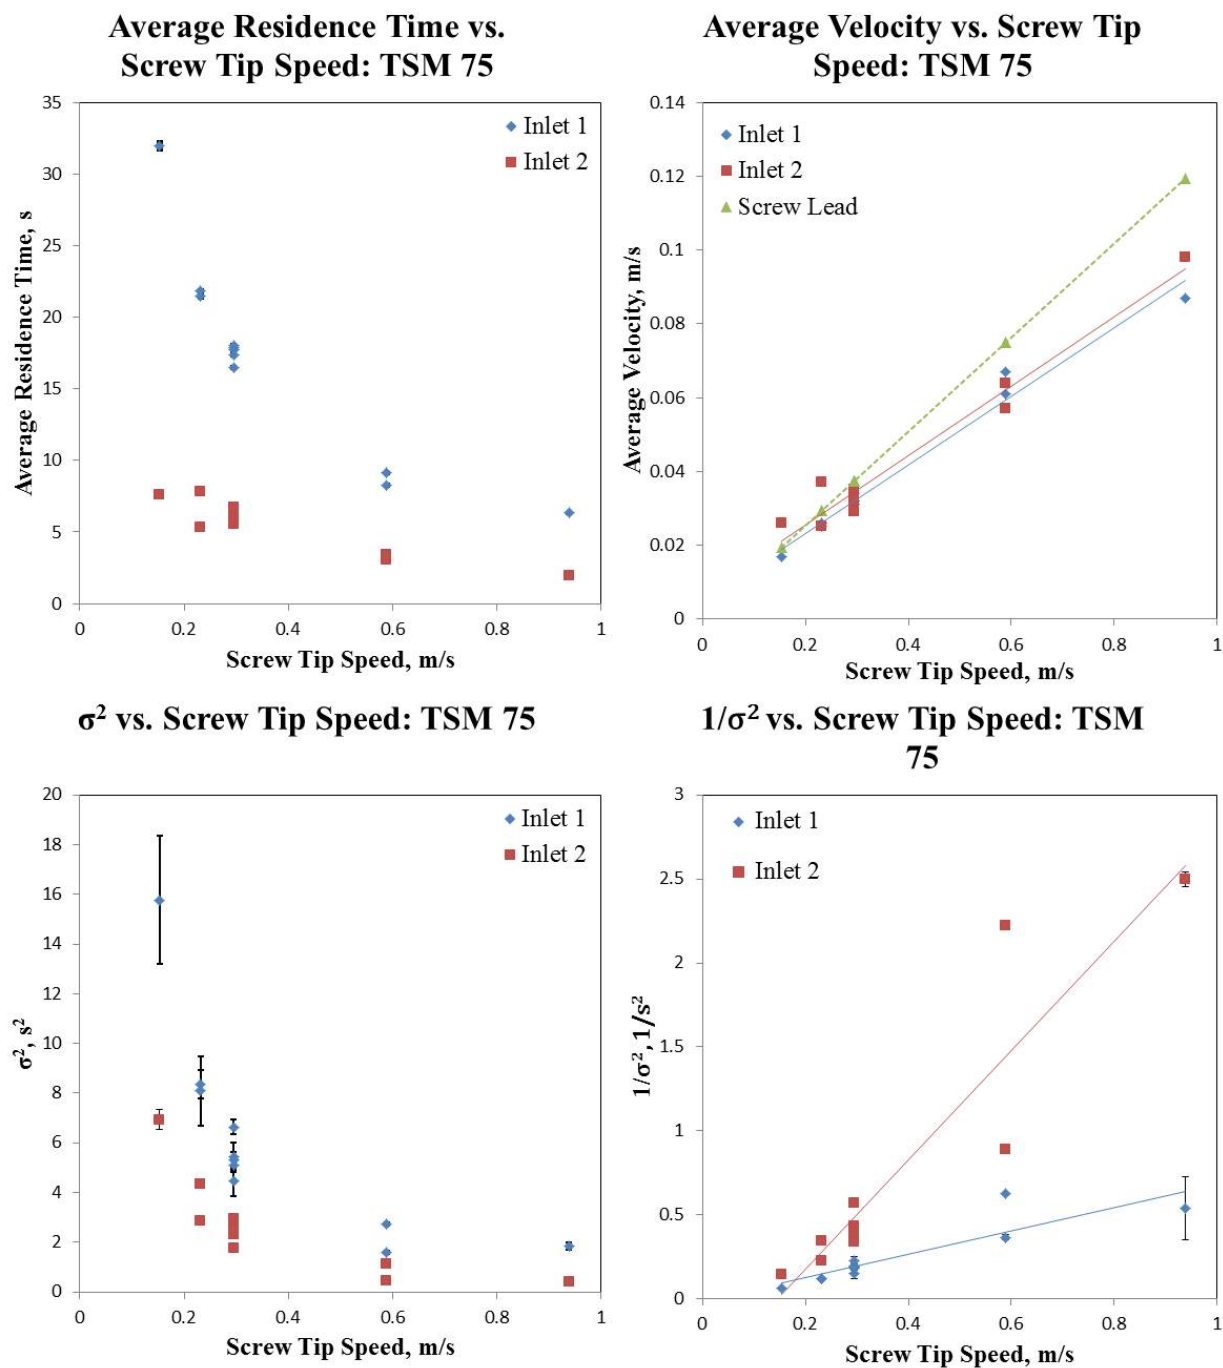 Average Residence Time vs.
Screw Tip Speed: TSM 75
35
30
25
20
15
10
5
0
0 0.2 0.4 0.6 0.8 1
Average Residence Time, s
Screw Tip Speed, m/s
Inlet 1
Inlet 2
Average Velocity vs. Screw Tip
Speed: TSM 75
0.14
0.12
0.1
0.08
0.06
0.04
0.02
0
0 0.2 0.4 0.6 0.8 1
Average Velocity, m/s
Screw Tip Speed, m/s
Inlet 1
Inlet 2
Screw Lead
σ² vs. Screw Tip Speed: TSM 75
20
18
16
14
12
10
8
6
4
2
0
0 0.2 0.4 0.6 0.8 1
σ², s²
Screw Tip Speed, m/s
Inlet 1
Inlet 2
1/σ² vs. Screw Tip Speed: TSM
75
3
2.5
2
1.5
1
0.5
0
0 0.2 0.4 0.6 0.8 1
1/σ², 1/s²
Screw Tip Speed, m/s
Inlet 1
Inlet 2